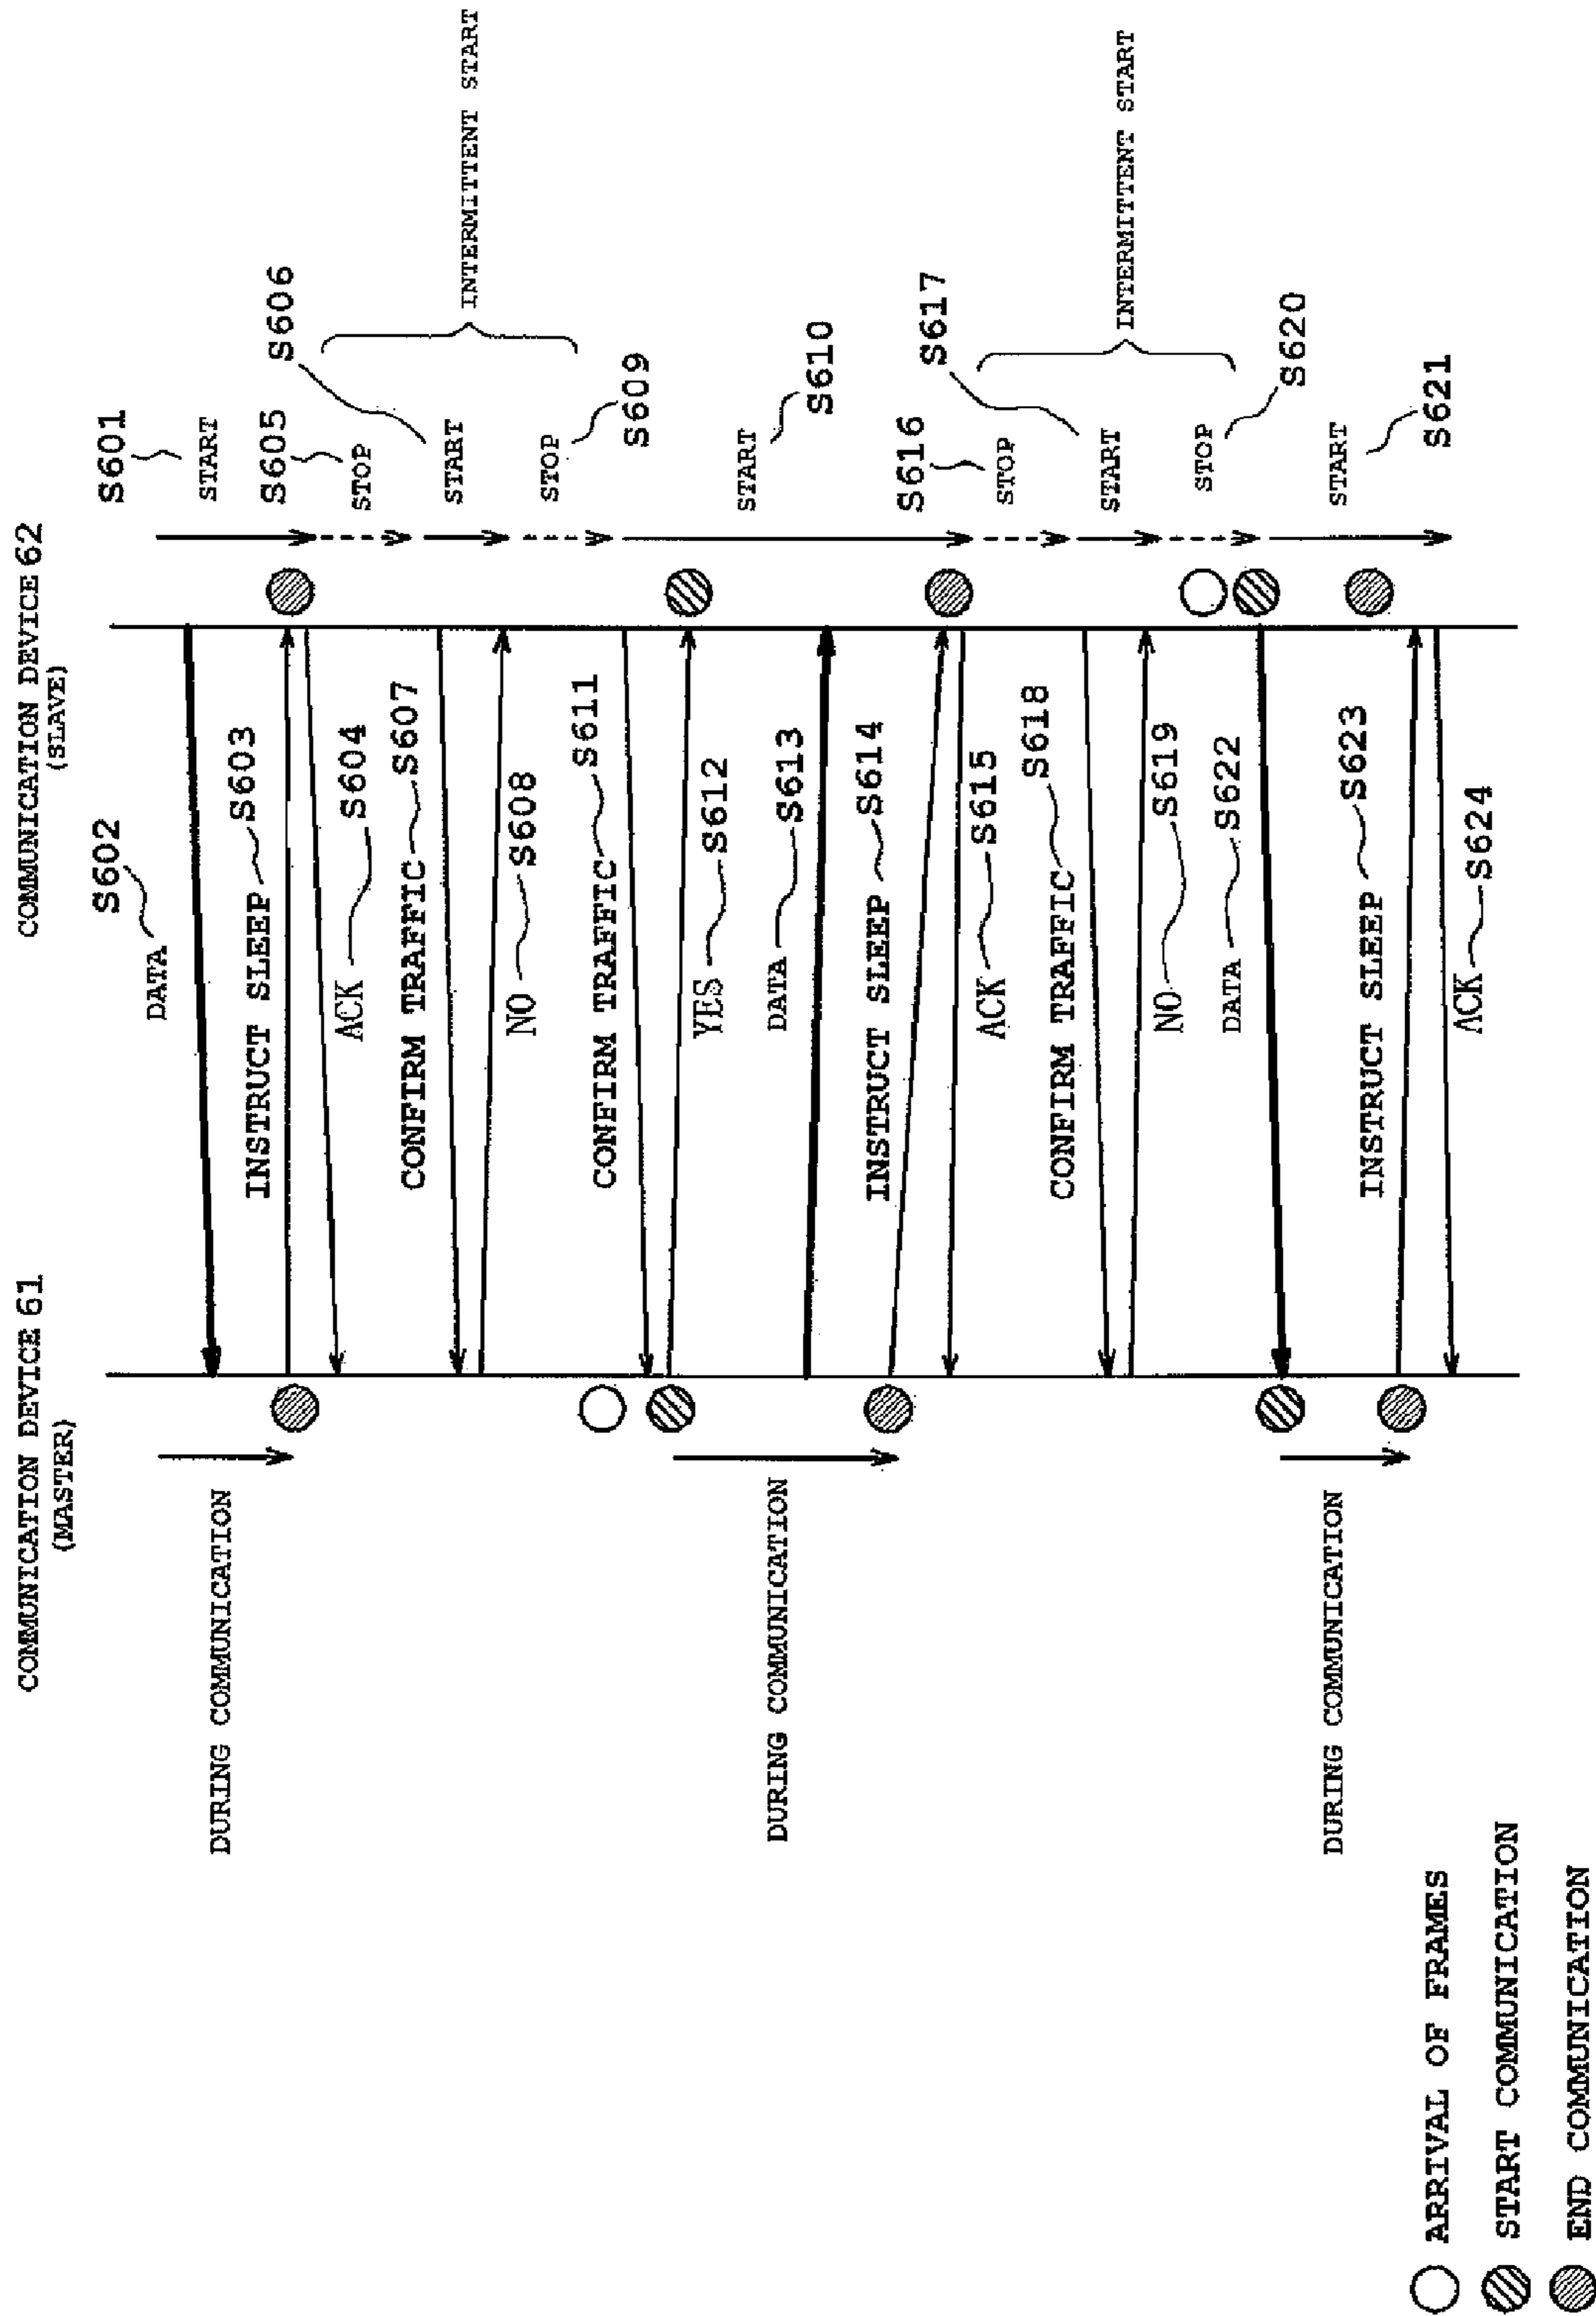 COMMUNICATION DEVICE 61
(MASTER)
COMMUNICATION DEVICE 62
(SLAVE)
S601
START
S602
DATA
DURING COMMUNICATION
INSTRUCT SLEEP S603
ACK S604
S605
STOP
S606
START
INTERMITTENT START
CONFIRM TRAFFIC S607
NO S608
STOP
S609
START
S610
CONFIRM TRAFFIC S611
YES S612
DURING COMMUNICATION
DATA S613
INSTRUCT SLEEP S614
ACK S615
S616
STOP
S617
START
INTERMITTENT START
CONFIRM TRAFFIC S618
NO S619
STOP
S620
START
S621
DATA S622
DURING COMMUNICATION
INSTRUCT SLEEP S623
ACK S624
ARRIVAL OF FRAMES
START COMMUNICATION
END COMMUNICATION